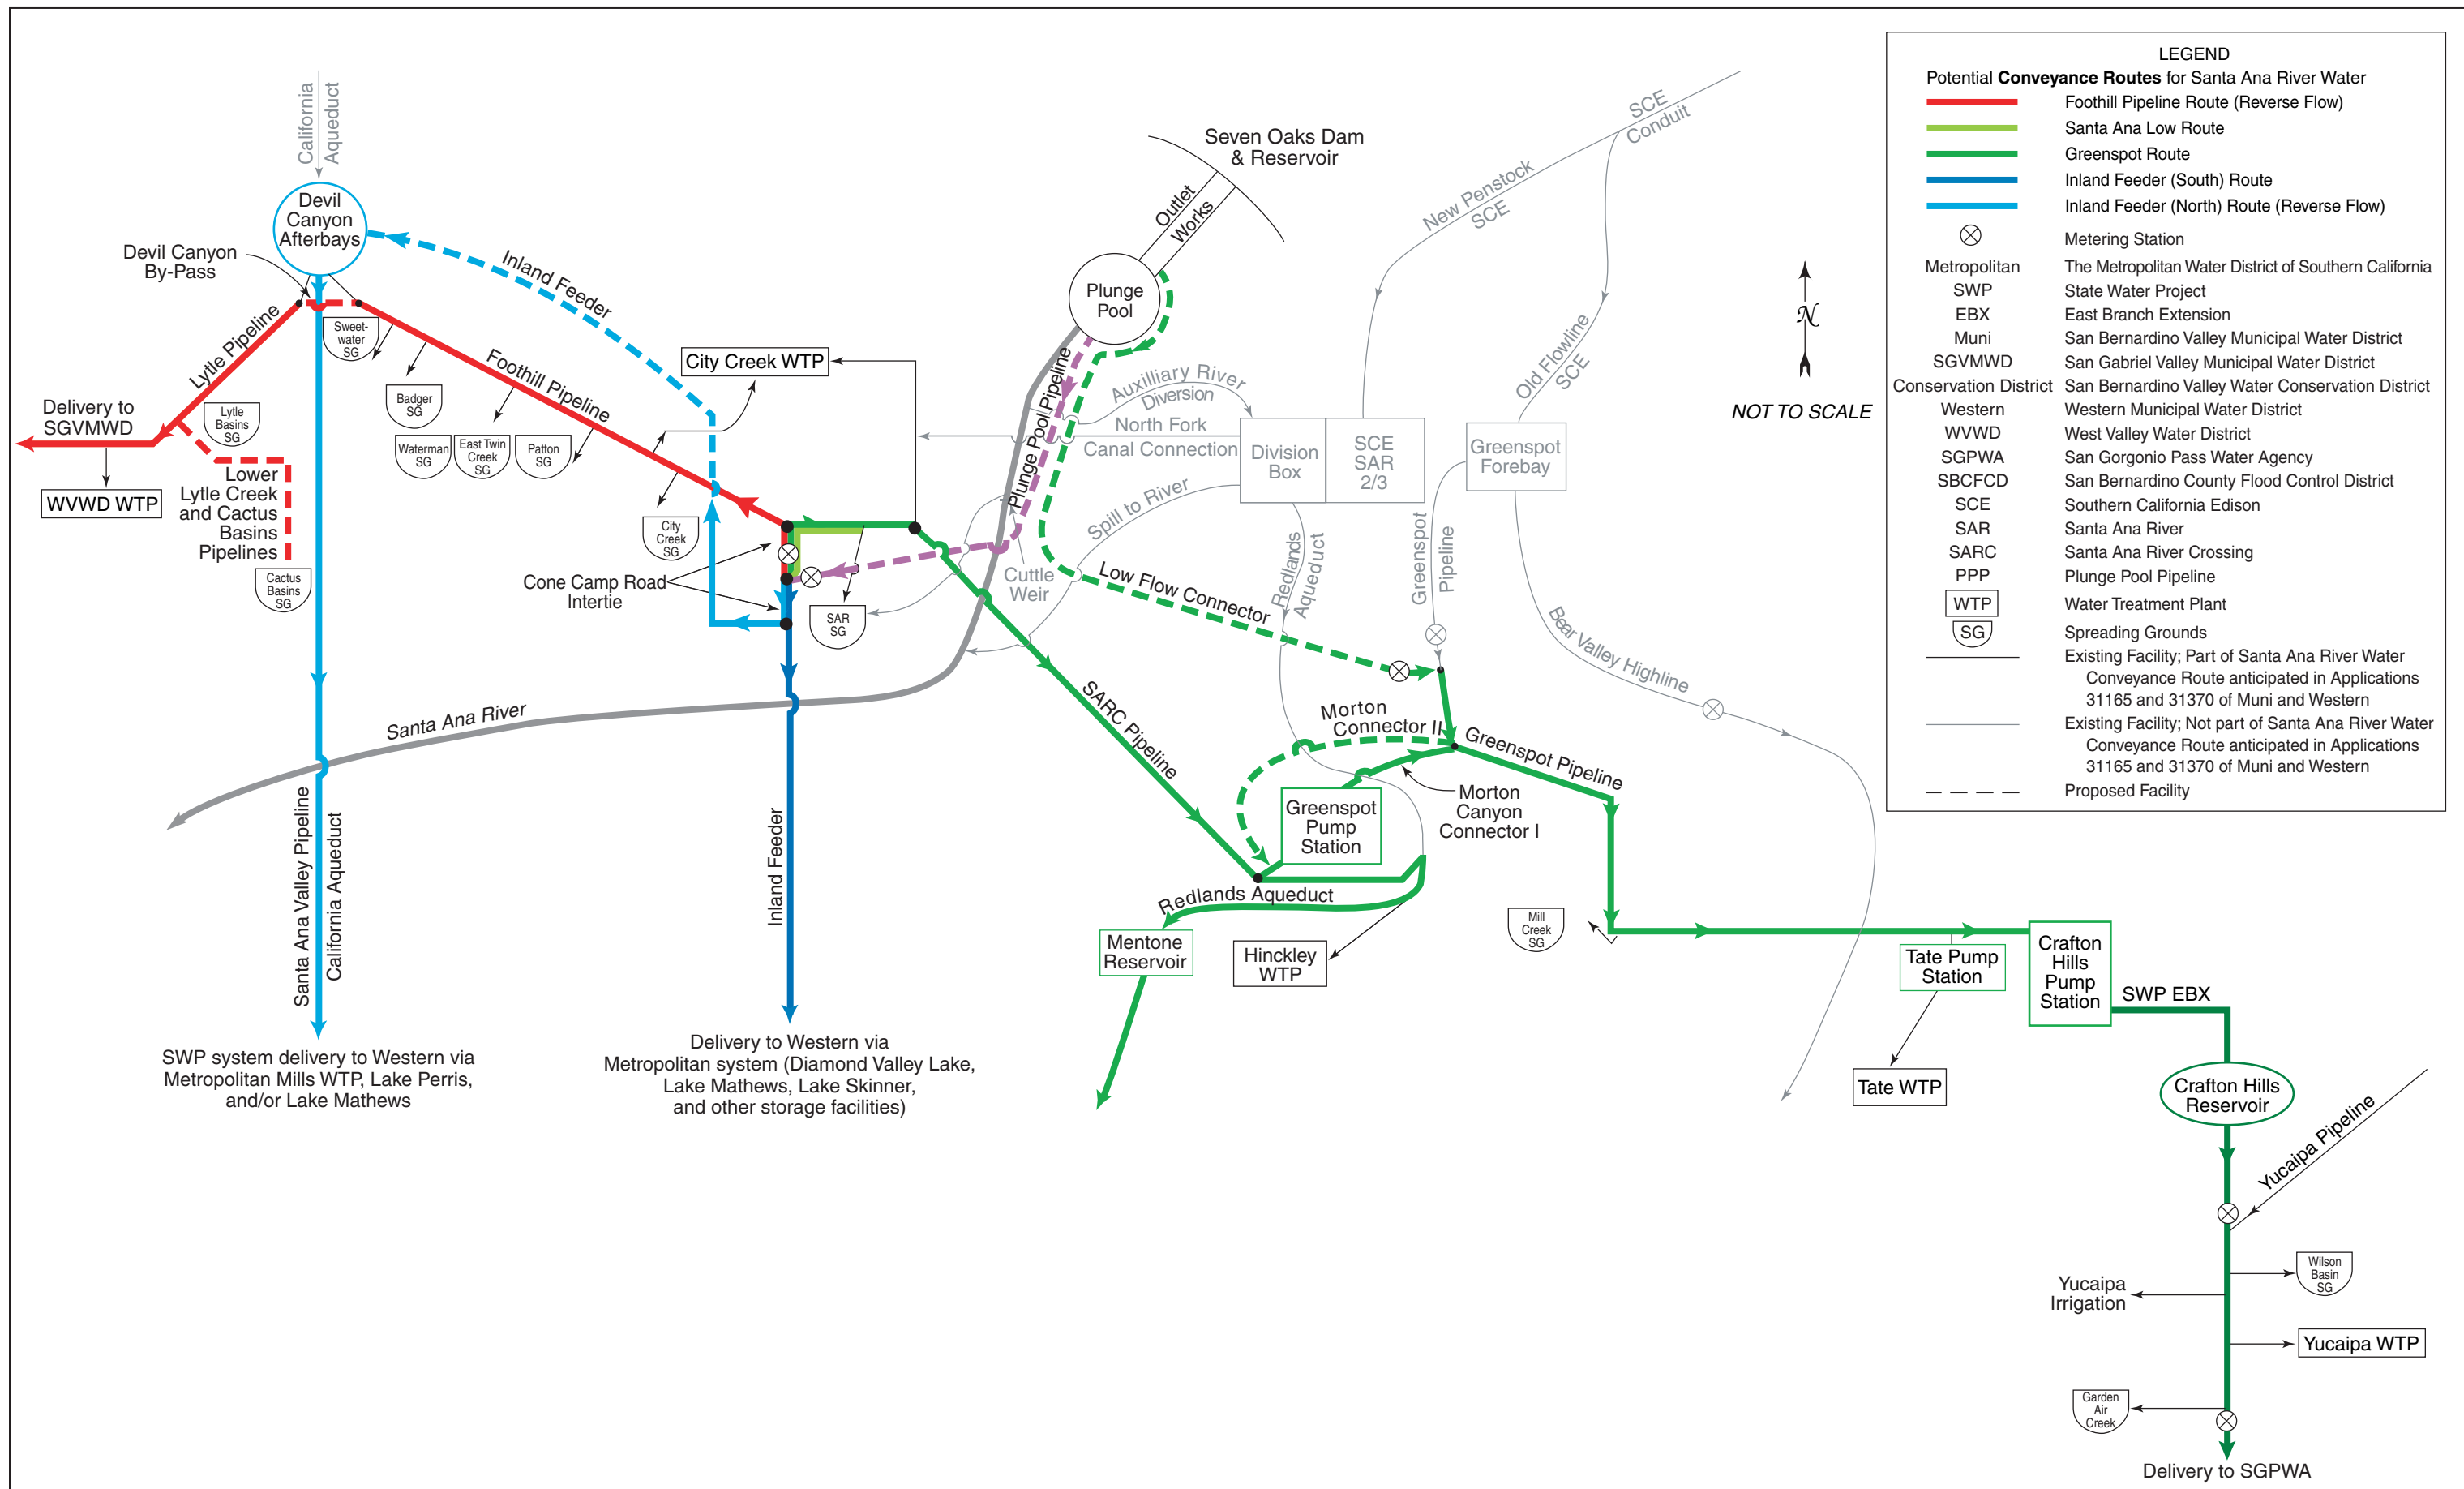 LEGEND
Potential Conveyance Routes for Santa Ana River Water
Foothill Pipeline Route (Reverse Flow)
Santa Ana Low Route
Greenspot Route
Inland Feeder (South) Route
Inland Feeder (North) Route (Reverse Flow)
Metering Station
Metropolitan The Metropolitan Water District of Southern California
SWP State Water Project
EBX East Branch Extension
Muni San Bernardino Valley Municipal Water District
SGVMWD San Gabriel Valley Municipal Water District
Conservation District San Bernardino Valley Water Conservation District
Western Western Municipal Water District
WVWD West Valley Water District
SGPWA San Gorgonio Pass Water Agency
SBCFCD San Bernardino County Flood Control District
SCE Southern California Edison
SAR Santa Ana River
SARC Santa Ana River Crossing
PPP Plunge Pool Pipeline
WTP Water Treatment Plant
SG Spreading Grounds
Existing Facility; Part of Santa Ana River Water
Conveyance Route anticipated in Applications
31165 and 31370 of Muni and Western
Existing Facility; Not part of Santa Ana River Water
Conveyance Route anticipated in Applications
31165 and 31370 of Muni and Western
Proposed Facility
N
NOT TO SCALE
California
Aqueduct
Devil
Canyon
Afterbays
Devil Canyon
By-Pass
Inland Feeder
Lytle Pipeline
Sweet-
water
SG
Foothill Pipeline
Badger
SG
Delivery to
SGVMWD
Lytle
Basins
SG
Waterman
SG
East Twin
Creek
SG
Patton
SG
City Creek WTP
WVWD WTP
Lower
Lytle Creek
and Cactus
Basins
Pipelines
Cactus
Basins
SG
City
Creek
SG
Cone Camp Road
Intertie
SAR
SG
Seven Oaks Dam
& Reservoir
Outlet
Works
Plunge
Pool
Plunge Pool Pipeline
Plunge Pool Pipeline
Auxilliary River
Diversion
North Fork
Canal Connection
Division
Box
SCE
SAR
2/3
Spill to River
Cuttle
Weir
SCE
Conduit
New Penstock
SCE
Old Flowline
SCE
Greenspot
Forebay
Greenspot
Pipeline
Redlands
Aqueduct
Bear Valley Highline
Low Flow Connector
Santa Ana River
SARC Pipeline
Morton
Connector II
Greenspot Pipeline
Morton
Canyon
Connector I
Greenspot
Pump
Station
Redlands Aqueduct
Mentone
Reservoir
Hinckley
WTP
Mill
Creek
SG
Santa Ana Valley Pipeline
California Aqueduct
Inland Feeder
SWP system delivery to Western via
Metropolitan Mills WTP, Lake Perris,
and/or Lake Mathews
Delivery to Western via
Metropolitan system (Diamond Valley Lake,
Lake Mathews, Lake Skinner,
and other storage facilities)
Tate Pump
Station
Tate WTP
Crafton
Hills
Pump
Station
SWP EBX
Crafton Hills
Reservoir
Yucaipa Pipeline
Wilson
Basin
SG
Yucaipa
Irrigation
Yucaipa WTP
Garden
Air
Creek
Delivery to SGPWA